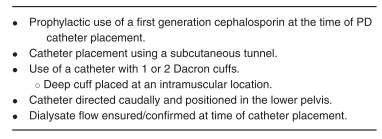 ● Prophylactic use of a first generation cephalosporin at the time of PD
catheter placement.
● Catheter placement using a subcutaneous tunnel.
● Use of a catheter with 1 or 2 Dacron cuffs.
○ Deep cuff placed at an intramuscular location.
● Catheter directed caudally and positioned in the lower pelvis.
● Dialysate flow ensured/confirmed at time of catheter placement.